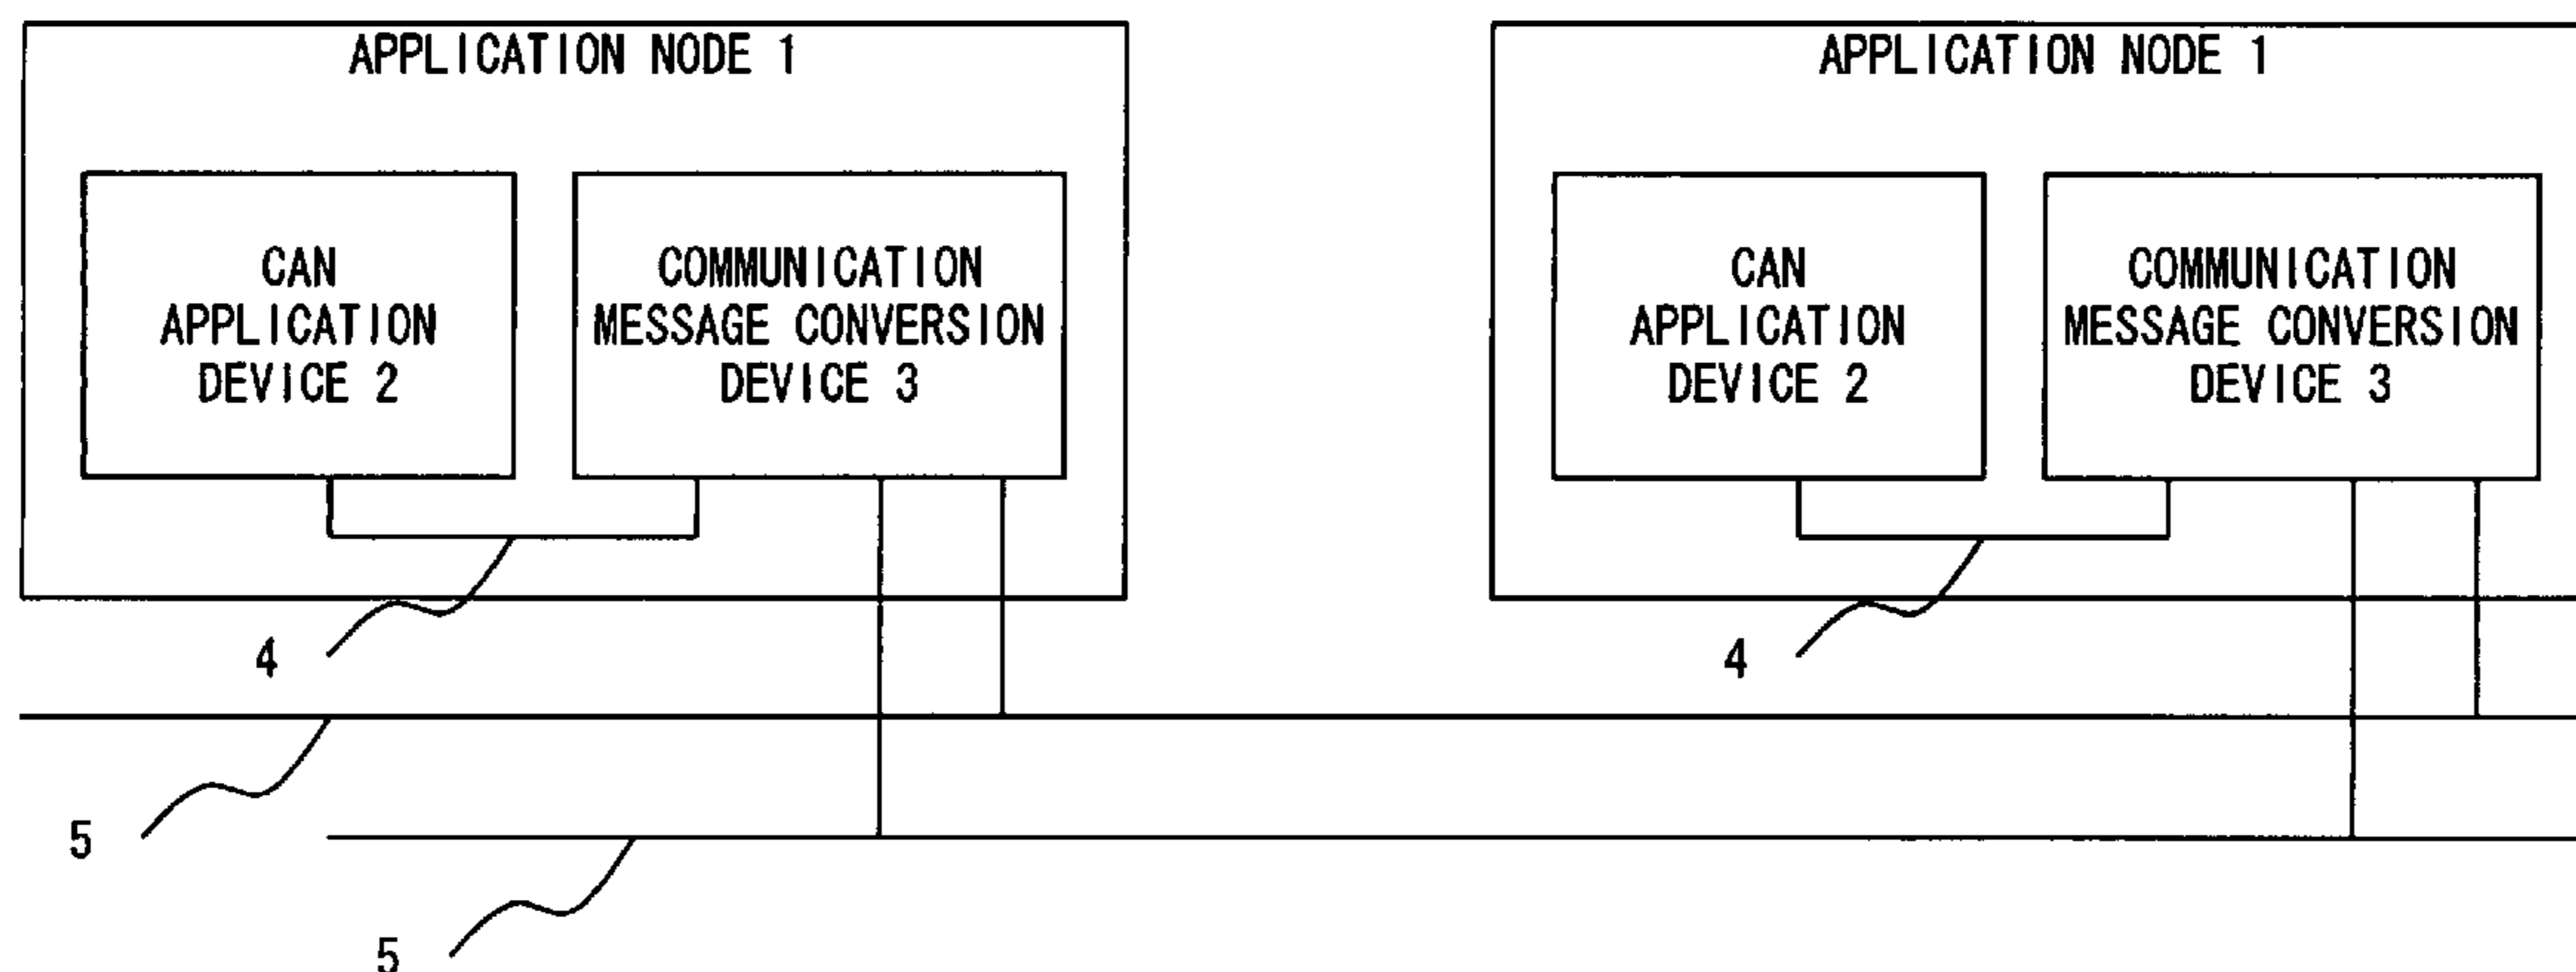 APPLICATION NODE 1
CAN
APPLICATION
DEVICE 2
COMMUNICATION
MESSAGE CONVERSION
DEVICE 3
4
APPLICATION NODE 1
CAN
APPLICATION
DEVICE 2
COMMUNICATION
MESSAGE CONVERSION
DEVICE 3
4
5
5